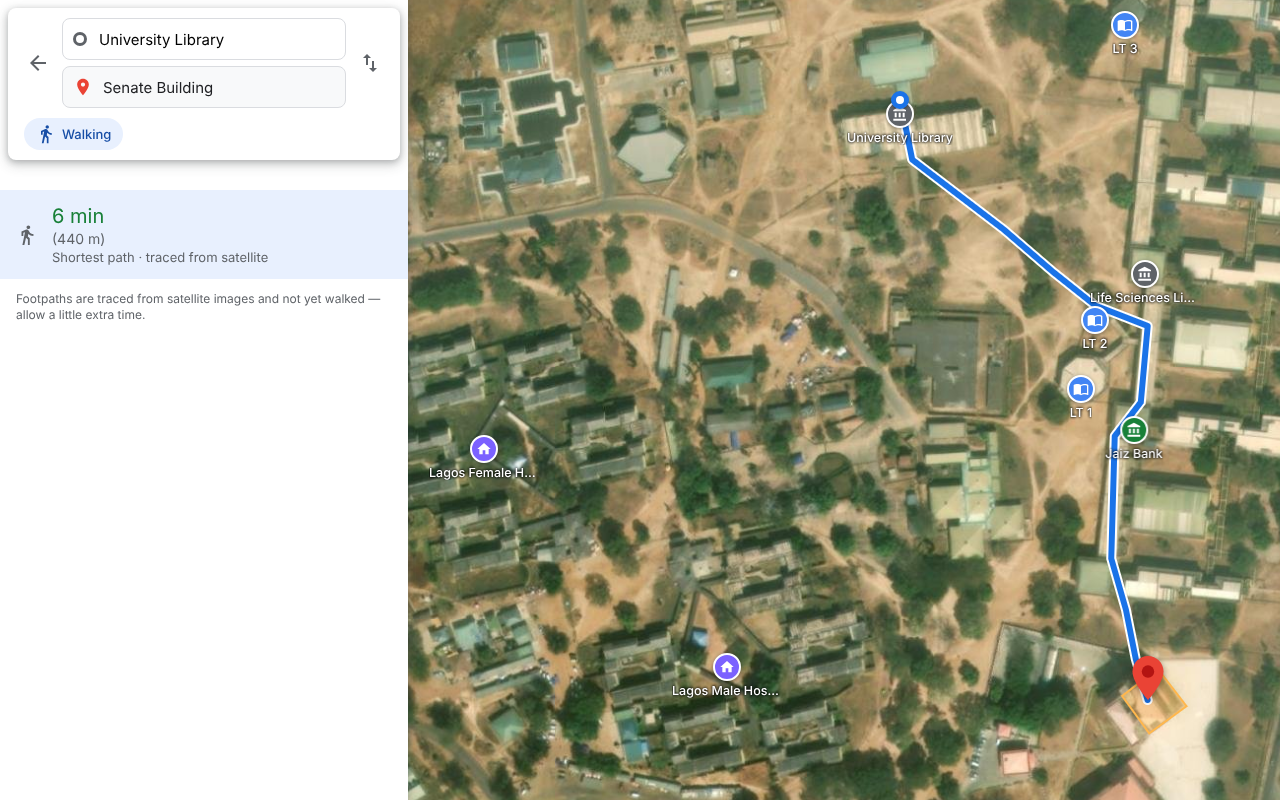 University Library
Senate Building
Walking
6 min
(440 m)
Shortest path · traced from satellite
Footpaths are traced from satellite images and not yet walked —
allow a little extra time.
LT 3
University Library
Life Sciences Li...
LT 2
LT 1
Jaiz Bank
Lagos Female H...
Lagos Male Hos...